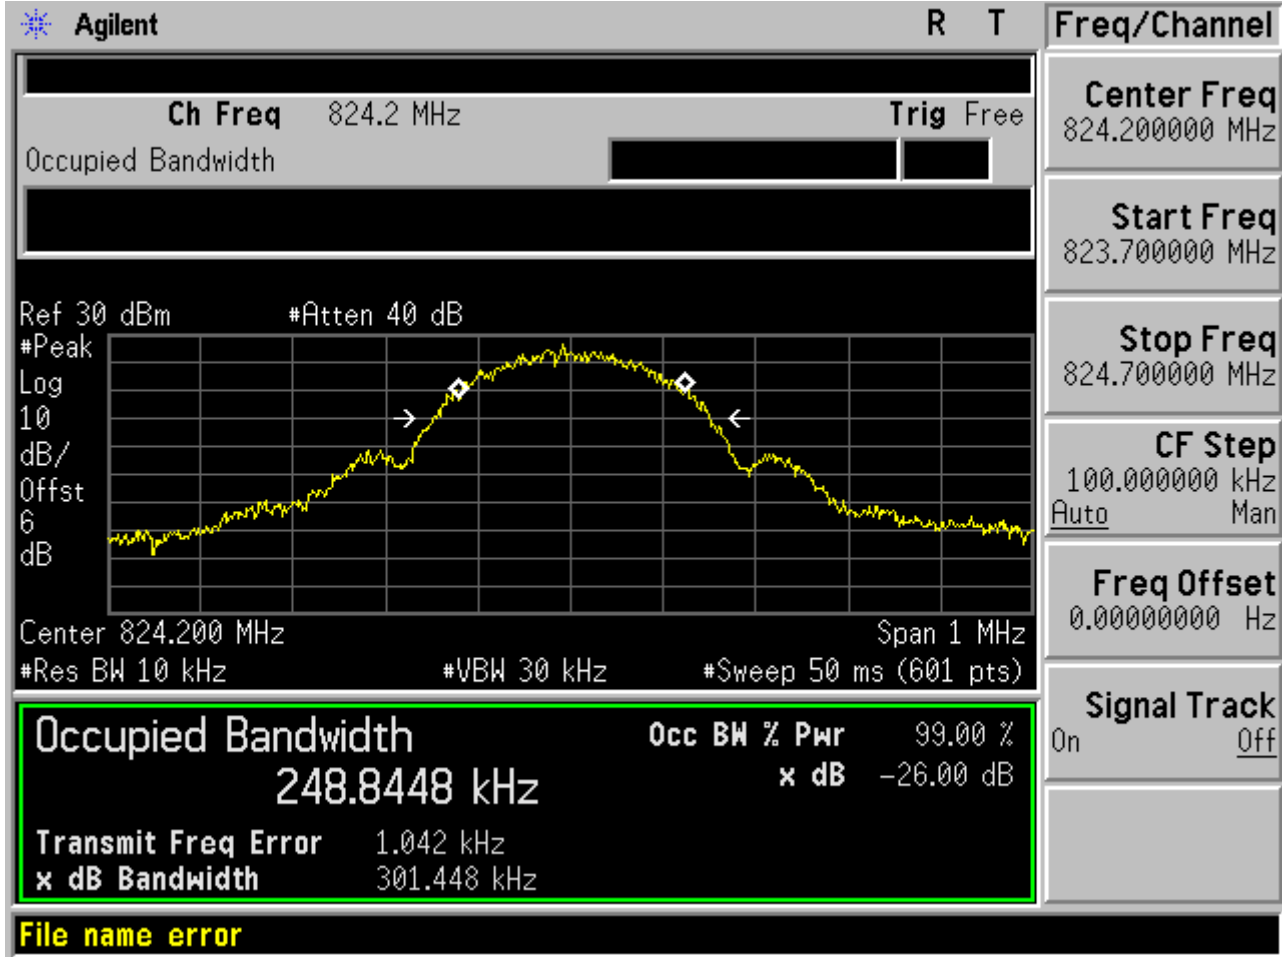 Agilent R T
Freq/Channel
Ch Freq 824.2 MHz Trig Free
Occupied Bandwidth
Center Freq
824.200000 MHz
Start Freq
823.700000 MHz
Stop Freq
824.700000 MHz
CF Step
100.000000 kHz
Auto Man
Freq Offset
0.00000000 Hz
Signal Track
On Off
Ref 30 dBm #Atten 40 dB
#Peak
Log
10
dB/
Offst
6
dB
Center 824.200 MHz Span 1 MHz
#Res BW 10 kHz #VBW 30 kHz #Sweep 50 ms (601 pts)
Occupied Bandwidth
248.8448 kHz
Occ BW % Pwr 99.00 %
x dB -26.00 dB
Transmit Freq Error 1.042 kHz
x dB Bandwidth 301.448 kHz
File name error